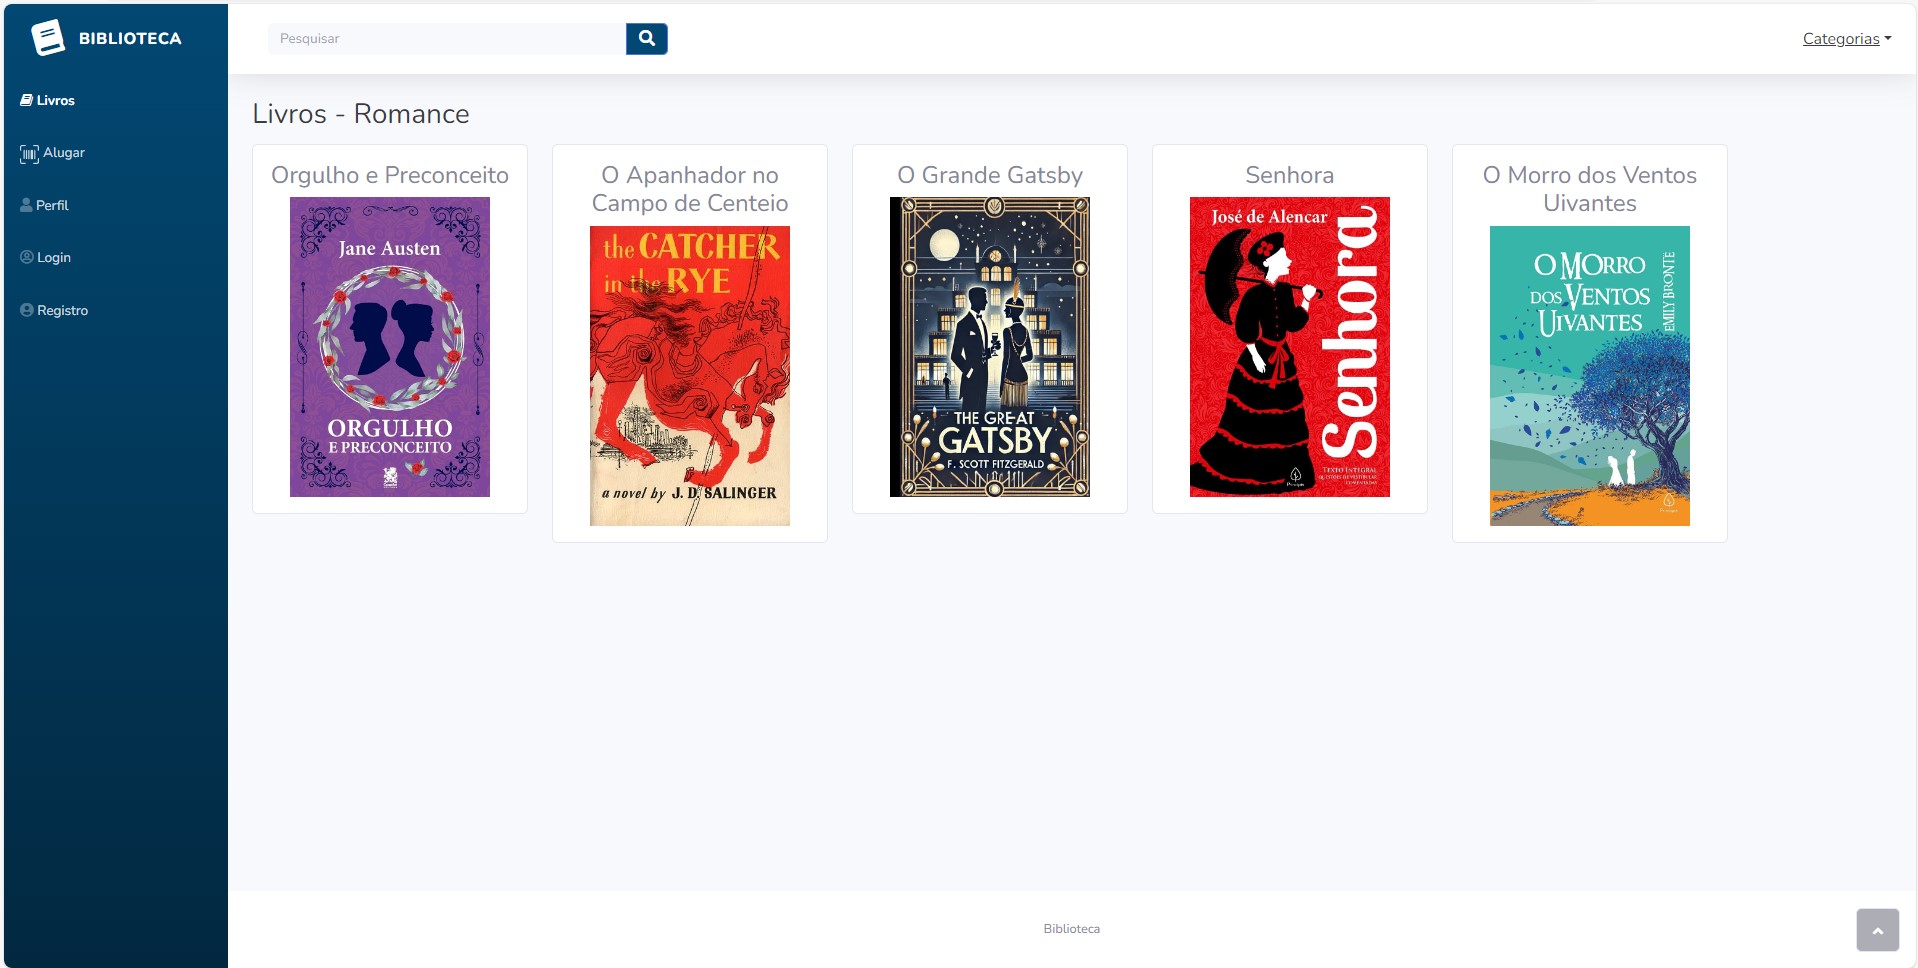 BIBLIOTECA
Pesquisar
Categorias
Livros
Alugar
Perfil
Login
Registro
Livros - Romance
Orgulho e Preconceito
Jane Austen
ORGULHO
E PRECONCEITO
O Apanhador no
Campo de Centeio
the CATCHER
in the RYE
a novel by J. D. SALINGER
O Grande Gatsby
THE GREAT
GATSBY
F. SCOTT FITZGERALD
Senhora
José de Alencar
Senhora
TEXTO INTEGRAL
O Morro dos Ventos
Uivantes
O MORRO
DOS VENTOS
UIVANTES
EMILY BRONTË
Biblioteca